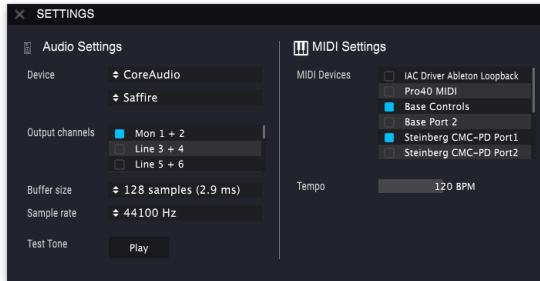 SETTINGS
Audio Settings
Device
CoreAudio
Saffire
Output channels
Mon 1 + 2
Line 3 + 4
Line 5 + 6
Buffer size
128 samples (2.9 ms)
Sample rate
44100 Hz
Test Tone
Play
MIDI Settings
MIDI Devices
IAC Driver Ableton Loopback
Pro40 MIDI
Base Controls
Base Port 2
Steinberg CMC-PD Port1
Steinberg CMC-PD Port2
Tempo
120 BPM